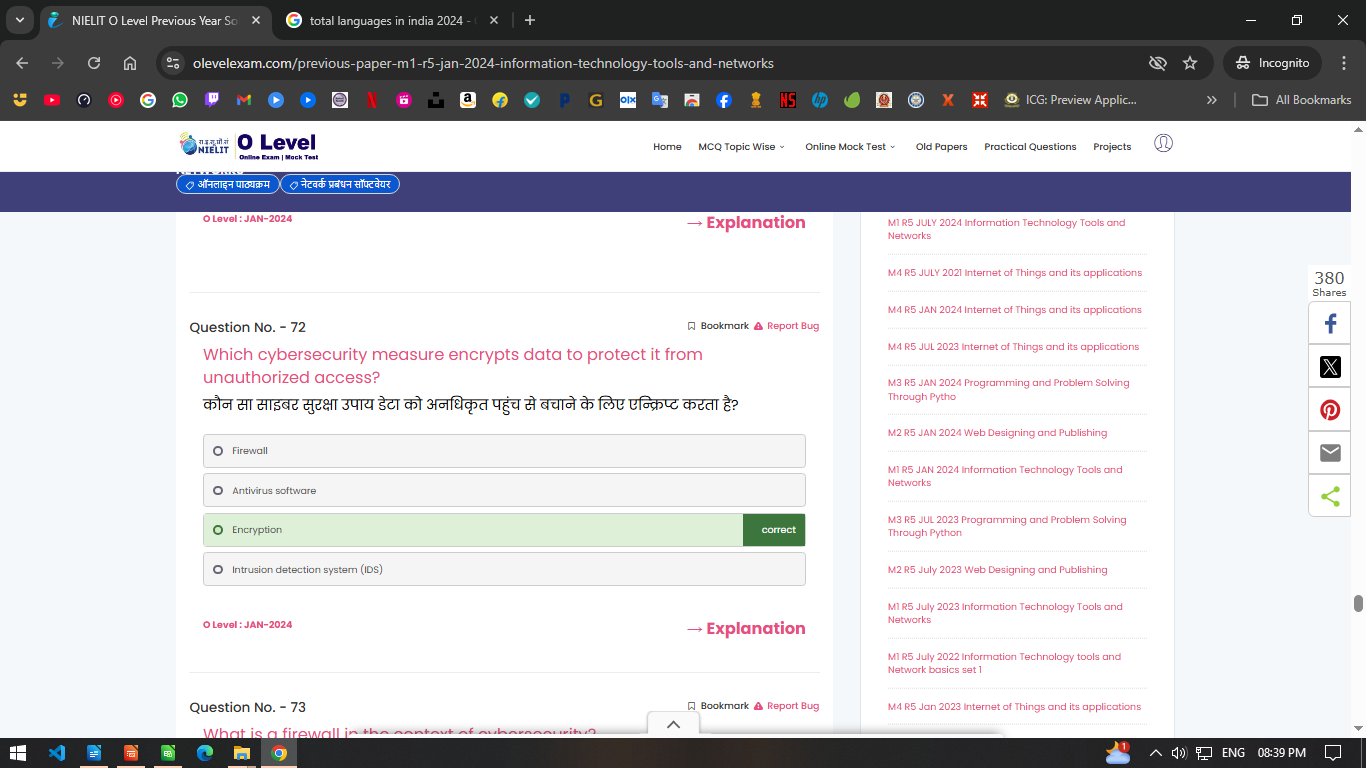 NIELIT O Level Previous Year So
total languages in india 2024 -
olevelexam.com/previous-paper-m1-r5-jan-2024-information-technology-tools-and-networks
Incognito
ICG: Preview Applic...
All Bookmarks
NIELIT
O Level
Online Exam | Mock Test
Home
MCQ Topic Wise
Online Mock Test
Old Papers
Practical Questions
Projects
ऑनलाइन पाठ्यक्रम
नेटवर्क प्रबंधन सॉफ्टवेयर
O Level : JAN-2024
→ Explanation
Question No. - 72
Bookmark
Report Bug
Which cybersecurity measure encrypts data to protect it from
unauthorized access?
कौन सा साइबर सुरक्षा उपाय डेटा को अनधिकृत पहुंच से बचाने के लिए एन्क्रिप्ट करता है?
Firewall
Antivirus software
Encryption
correct
Intrusion detection system (IDS)
O Level : JAN-2024
→ Explanation
Question No. - 73
Bookmark
Report Bug
What is a firewall in the context of cybersecurity?
M1 R5 JULY 2024 Information Technology Tools and
Networks
M4 R5 JULY 2021 Internet of Things and its applications
M4 R5 JAN 2024 Internet of Things and its applications
M4 R5 JUL 2023 Internet of Things and its applications
M3 R5 JAN 2024 Programming and Problem Solving
Through Pytho
M2 R5 JAN 2024 Web Designing and Publishing
M1 R5 JAN 2024 Information Technology Tools and
Networks
M3 R5 JUL 2023 Programming and Problem Solving
Through Python
M2 R5 July 2023 Web Designing and Publishing
M1 R5 July 2023 Information Technology Tools and
Networks
M1 R5 July 2022 Information Technology tools and
Network basics set 1
M4 R5 Jan 2023 Internet of Things and its applications
380
Shares
ENG
08:39 PM